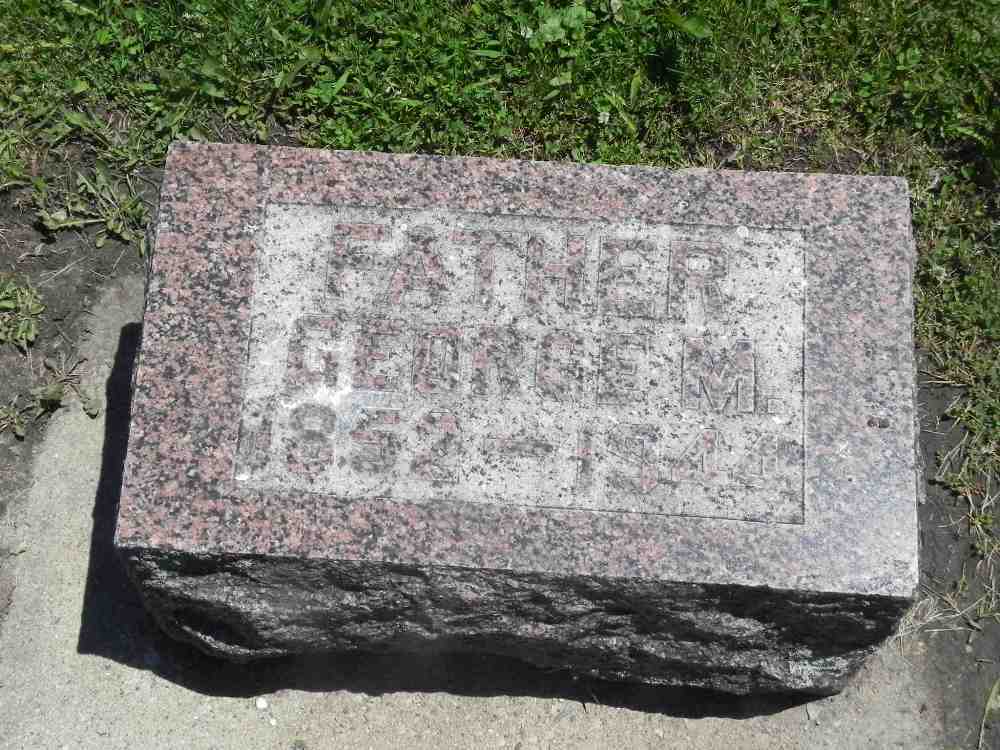 FATHER
GEORGE M.
1852-1944